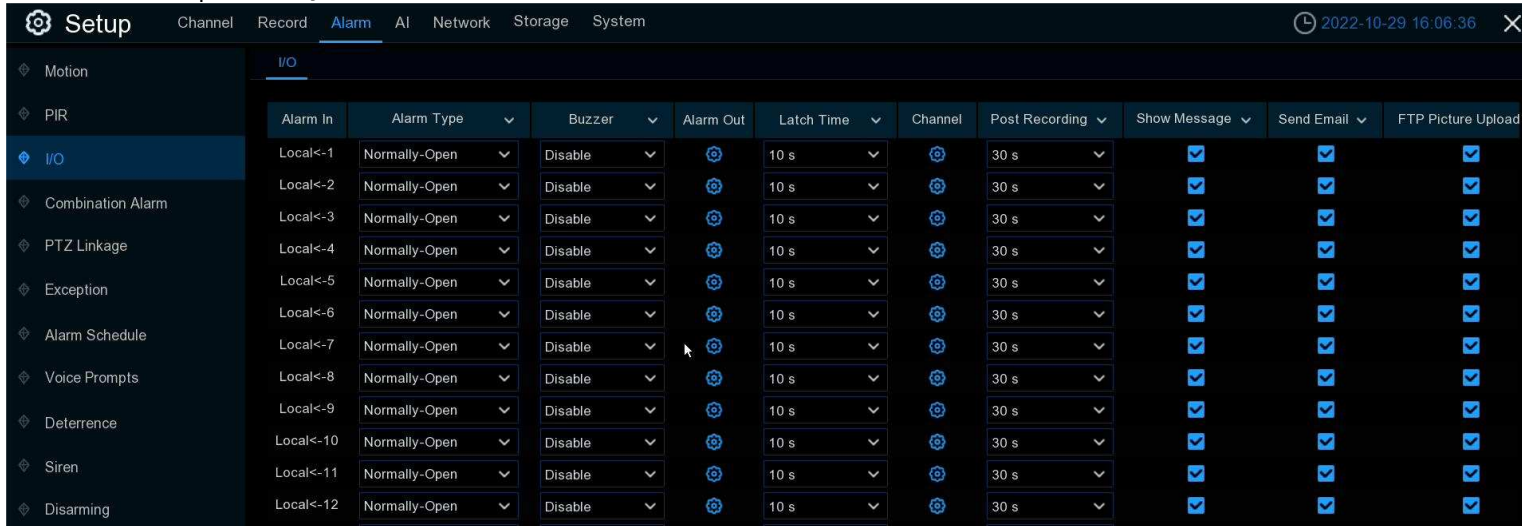 Setup Channel Record Alarm AI Network Storage System 2022-10-29 16:06:36
Motion
PIR
I/O
Combination Alarm
PTZ Linkage
Exception
Alarm Schedule
Voice Prompts
Deterrence
Siren
Disarming
I/O
Alarm In Alarm Type Buzzer Alarm Out Latch Time Channel Post Recording Show Message Send Email FTP Picture Upload
Local<-1 Normally-Open Disable 10 s 30 s
Local<-2 Normally-Open Disable 10 s 30 s
Local<-3 Normally-Open Disable 10 s 30 s
Local<-4 Normally-Open Disable 10 s 30 s
Local<-5 Normally-Open Disable 10 s 30 s
Local<-6 Normally-Open Disable 10 s 30 s
Local<-7 Normally-Open Disable 10 s 30 s
Local<-8 Normally-Open Disable 10 s 30 s
Local<-9 Normally-Open Disable 10 s 30 s
Local<-10 Normally-Open Disable 10 s 30 s
Local<-11 Normally-Open Disable 10 s 30 s
Local<-12 Normally-Open Disable 10 s 30 s